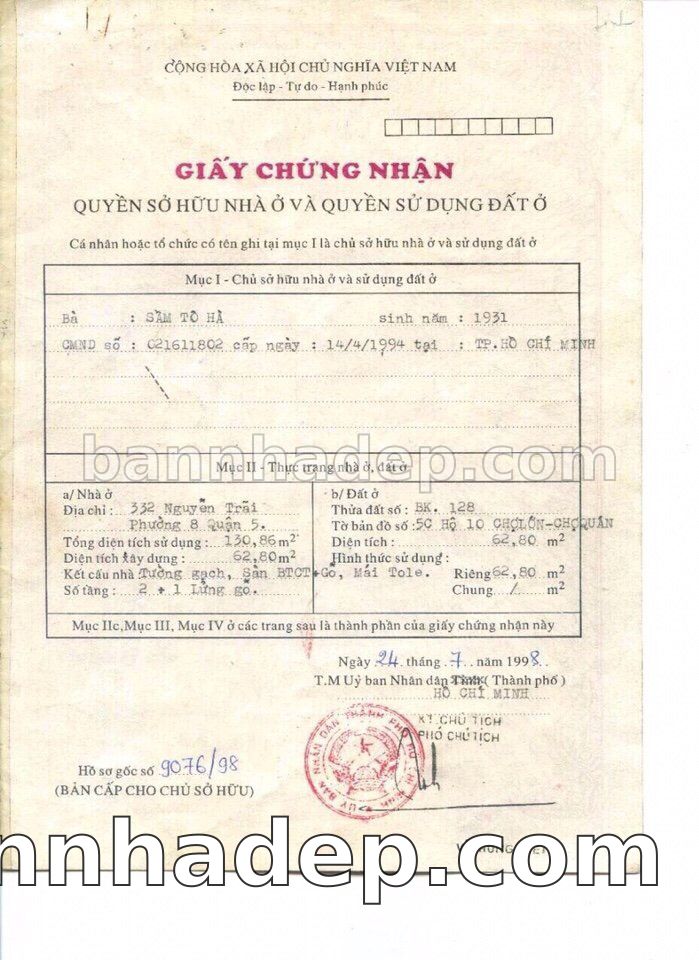 CỘNG HÒA XÃ HỘI CHỦ NGHĨA VIỆT NAM
Độc lập - Tự do - Hạnh phúc
GIẤY CHỨNG NHẬN
QUYỀN SỞ HỮU NHÀ Ở VÀ QUYỀN SỬ DỤNG ĐẤT Ở
Cá nhân hoặc tổ chức có tên ghi tại mục I là chủ sở hữu nhà ở và sử dụng đất ở
Mục I - Chủ sở hữu nhà ở và sử dụng đất ở
Bà : SẦM TÔ HÀ sinh năm : 1931
CMND số : 021611802 cấp ngày : 14/4/1994 tại : TP.HỒ CHÍ MINH
bannhadep.com
Mục II - Thực trạng nhà ở, đất ở
a/ Nhà ở
Địa chỉ : 332 Nguyễn Trãi
Phường 8 Quận 5.
Tổng diện tích sử dụng : 130,86 m2
Diện tích xây dựng : 62,80 m2
Kết cấu nhà : Tường gạch, Sàn BTCT+Gỗ, Mái Tole.
Số tầng : 2 + 1 Lửng gỗ.
b/ Đất ở
Thửa đất số : BK. 128
Tờ bản đồ số : 5C Hộ 10 CHỢLỚN-CHỢQUÁN
Diện tích : 62,80 m2
Hình thức sử dụng :
Riêng 62,80 m2
Chung / m2
Mục IIc, Mục III, Mục IV ở các trang sau là thành phần của giấy chứng nhận này
Ngày 24 tháng 7 năm 1998.
T.M Uỷ ban Nhân dân Tỉnh ( Thành phố )
HỒ CHÍ MINH
KT CHỦ TỊCH
PHÓ CHỦ TỊCH
Hồ sơ gốc số 9076/98
(BẢN CẤP CHO CHỦ SỞ HỮU)
nnhadep.com